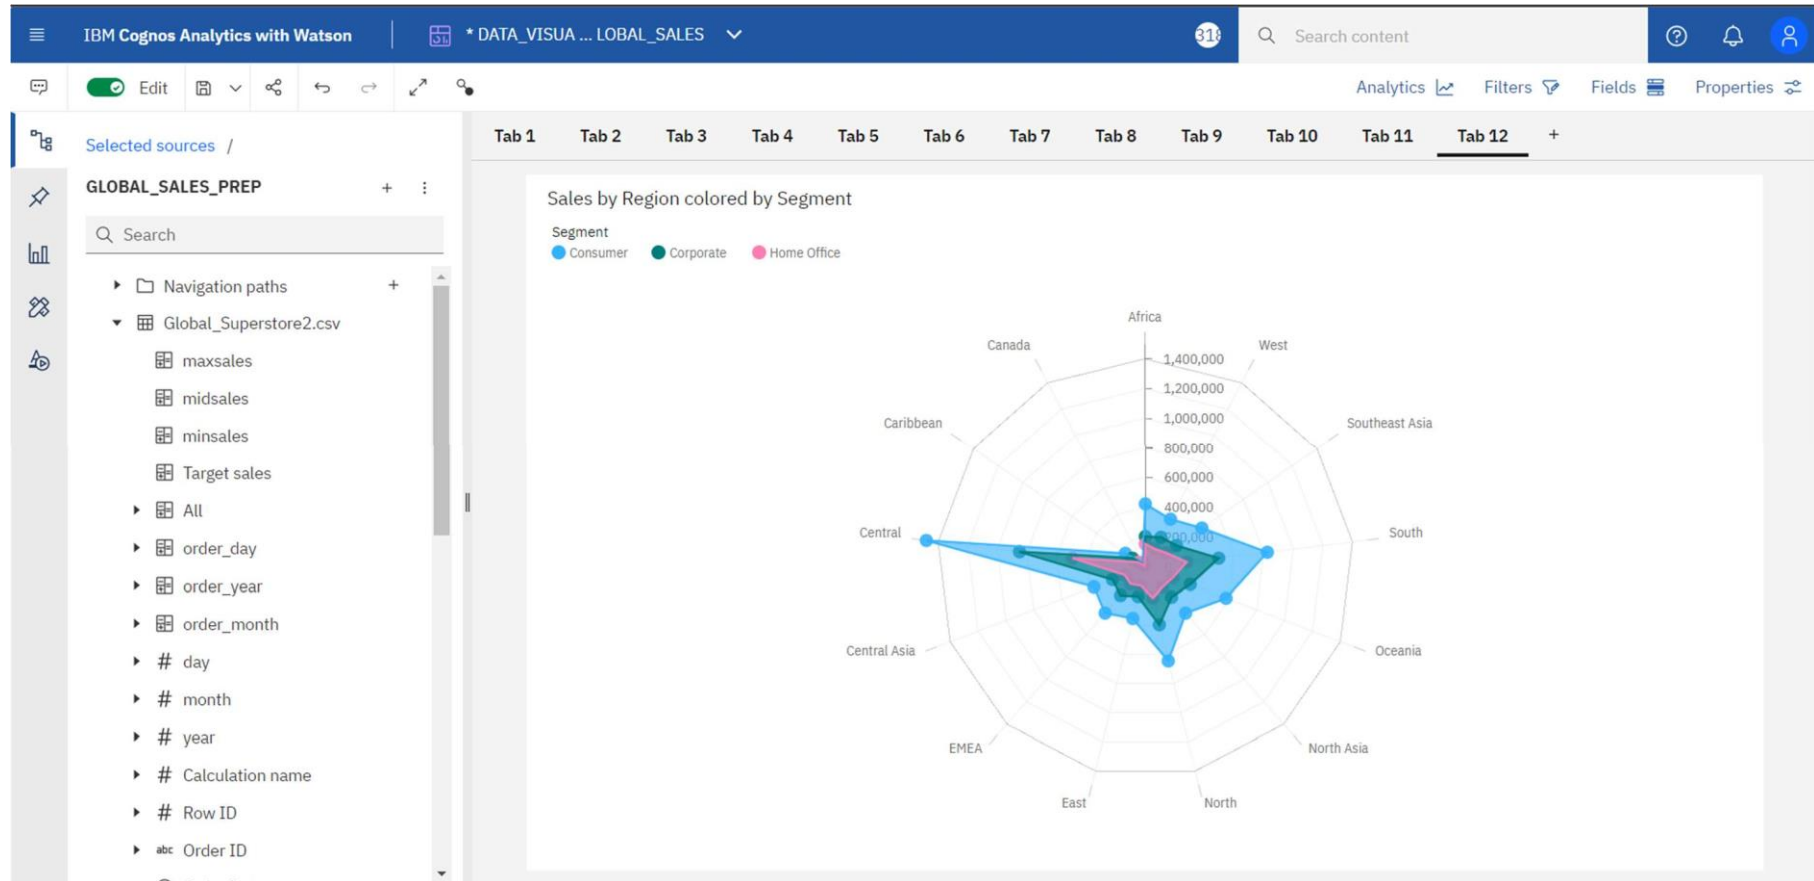 IBM Cognos Analytics with Watson
* DATA_VISUA ... LOBAL_SALES
Search content
Edit
Analytics
Filters
Fields
Properties
Selected sources /
GLOBAL_SALES_PREP
Search
Navigation paths
Global_Superstore2.csv
maxsales
midsales
minsales
Target sales
All
order_day
order_year
order_month
# day
# month
# year
# Calculation name
# Row ID
abc Order ID
Tab 1 Tab 2 Tab 3 Tab 4 Tab 5 Tab 6 Tab 7 Tab 8 Tab 9 Tab 10 Tab 11 Tab 12 +
Sales by Region colored by Segment
Segment
Consumer Corporate Home Office
Africa
West
Southeast Asia
South
Oceania
North Asia
North
East
EMEA
Central Asia
Central
Caribbean
Canada
1,400,000
1,200,000
1,000,000
800,000
600,000
400,000
200,000